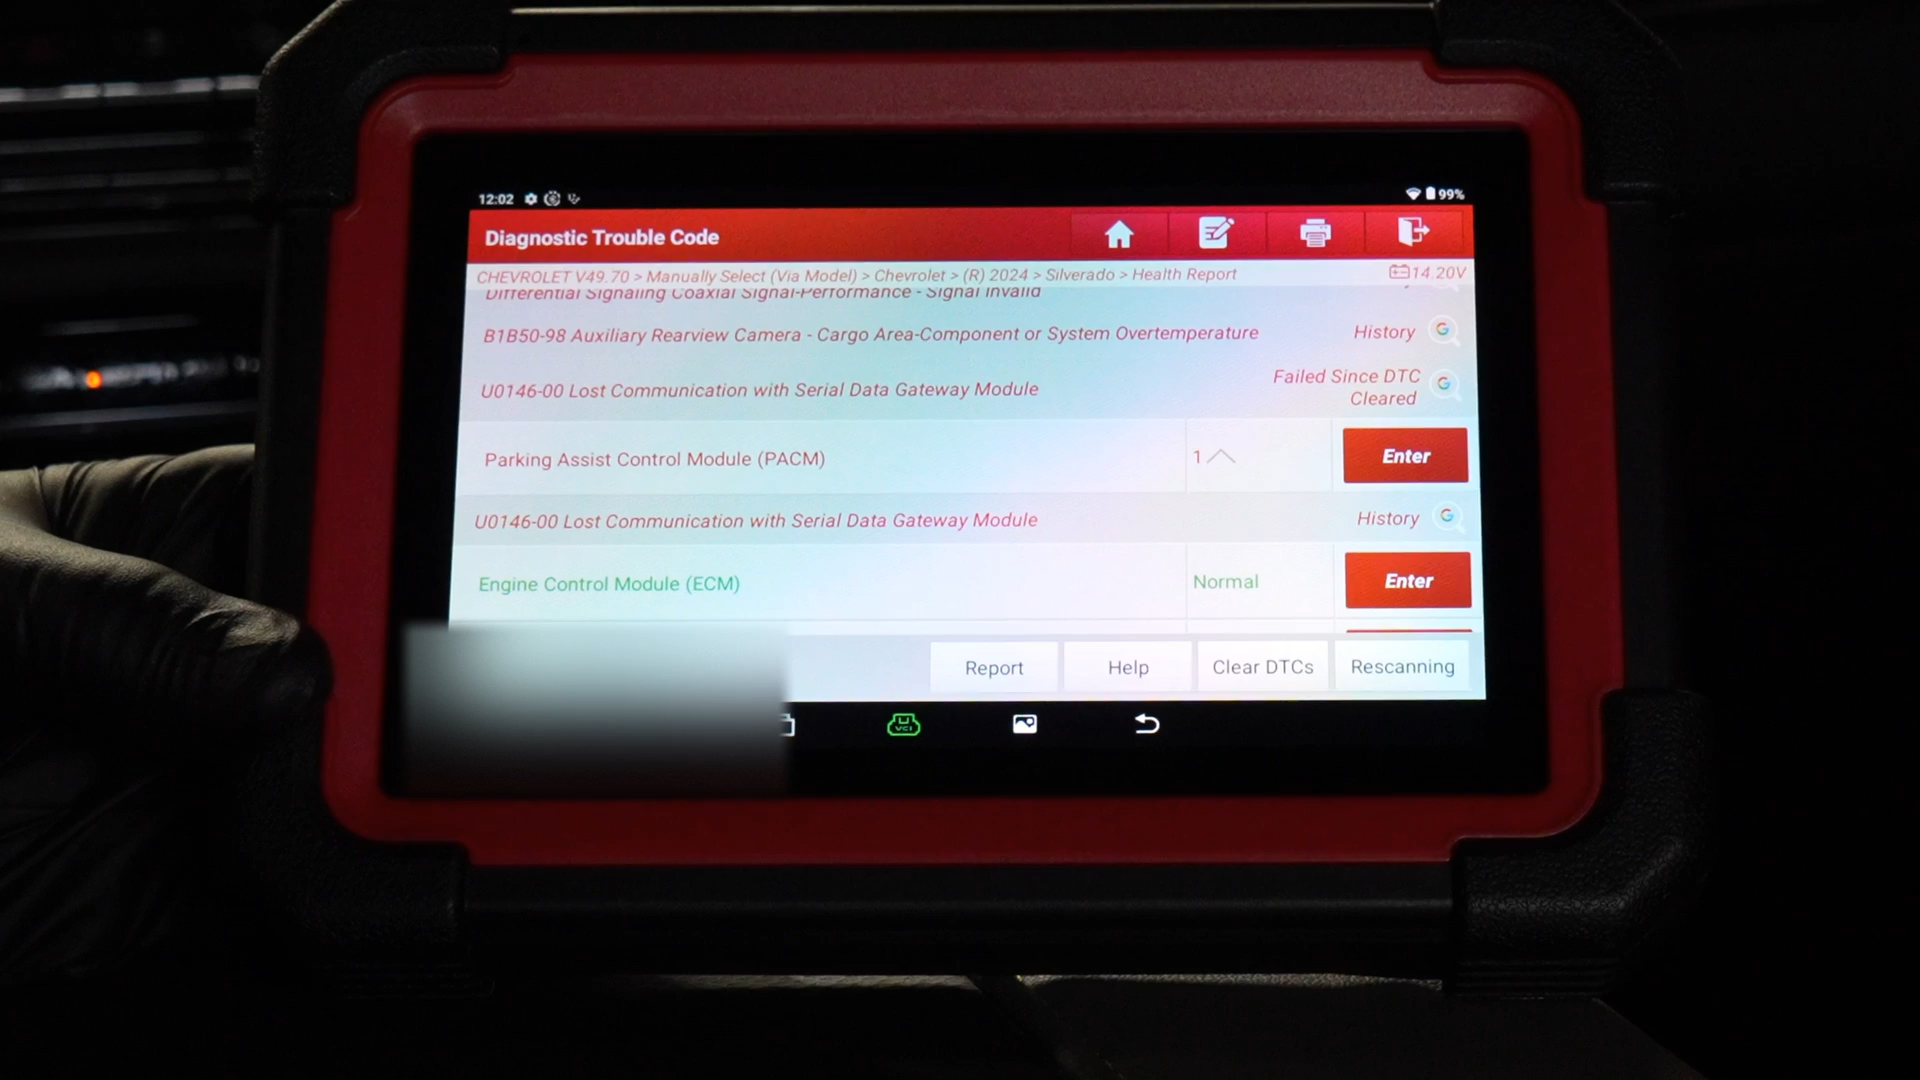 12:02
99%
Diagnostic Trouble Code
CHEVROLET V49.70 > Manually Select (Via Model) > Chevrolet > (R) 2024 > Silverado > Health Report
14.20V
Differential Signaling Coaxial Signal-Performance - Signal Invalid
B1B50-98 Auxiliary Rearview Camera - Cargo Area-Component or System Overtemperature
History
G
U0146-00 Lost Communication with Serial Data Gateway Module
Failed Since DTC
Cleared
G
Parking Assist Control Module (PACM)
1
Enter
U0146-00 Lost Communication with Serial Data Gateway Module
History
G
Engine Control Module (ECM)
Normal
Enter
Report
Help
Clear DTCs
Rescanning
VCI